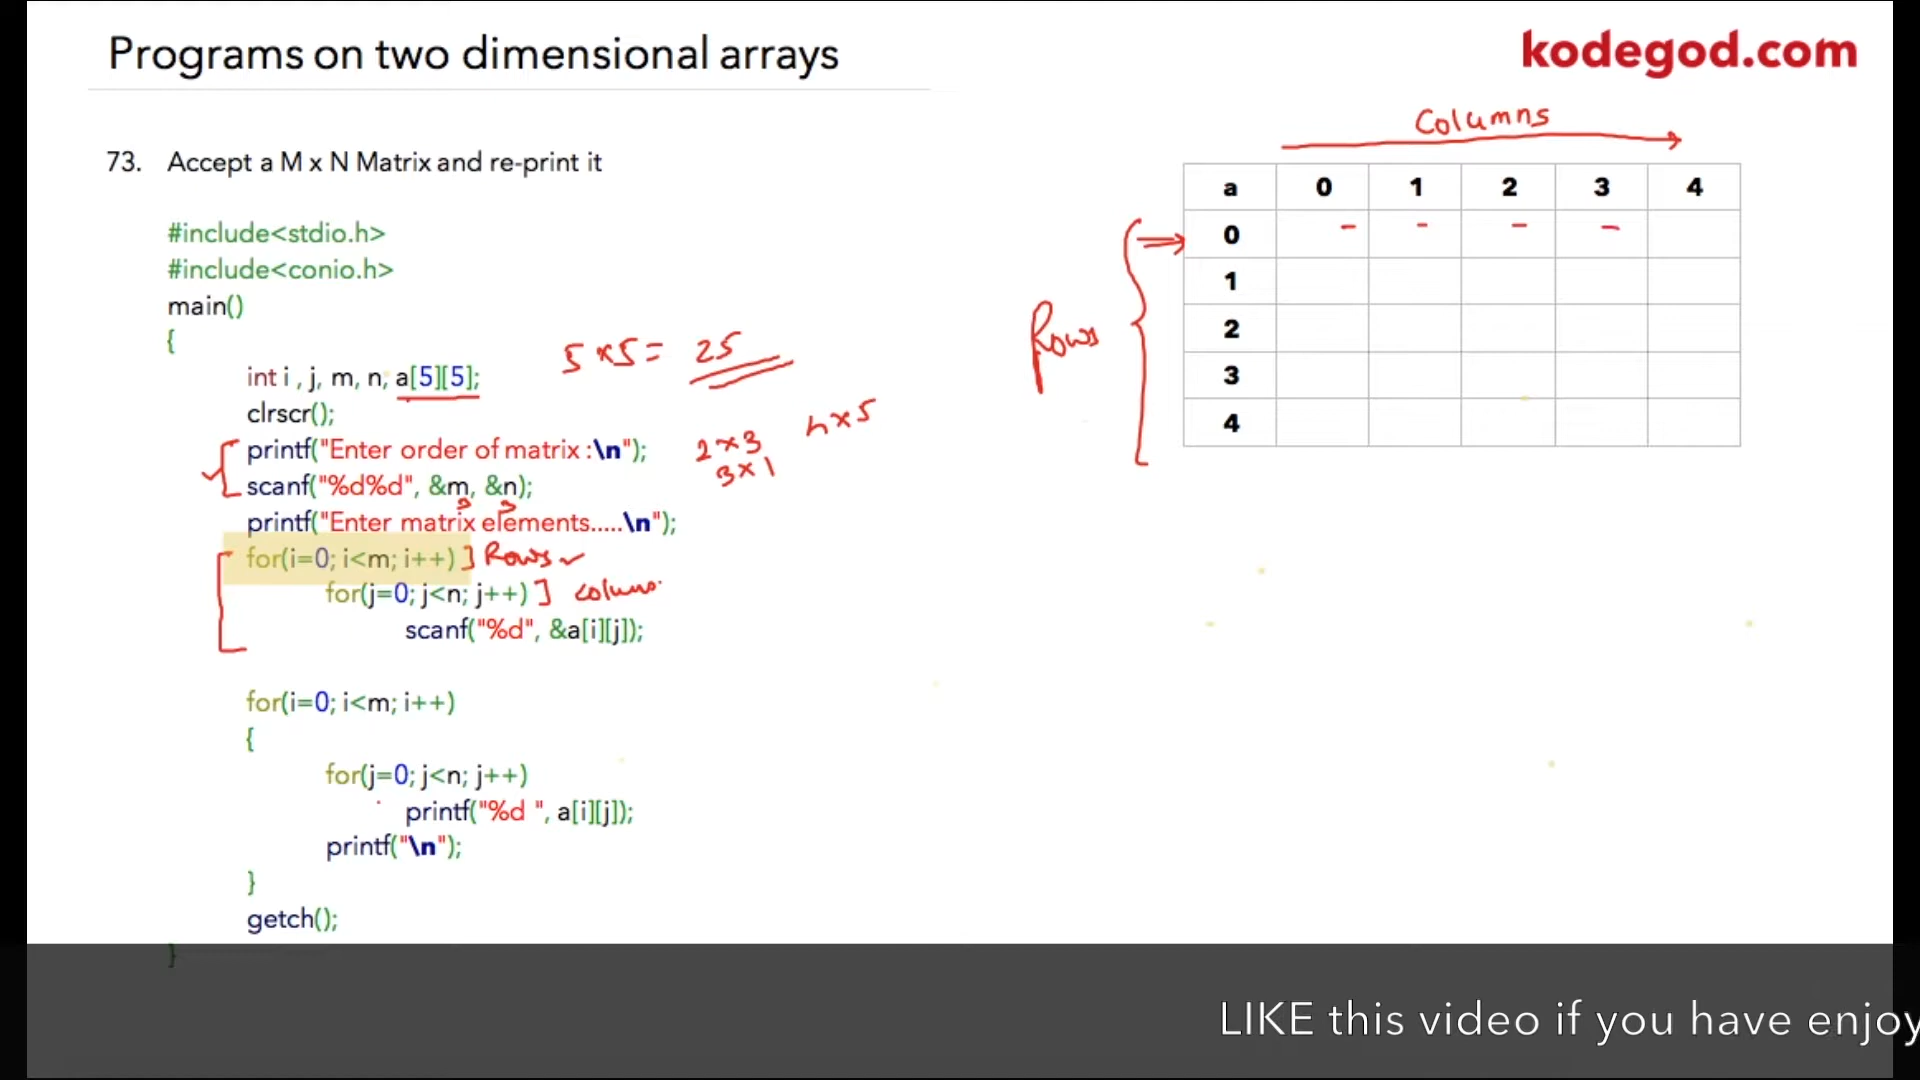 Programs on two dimensional arrays
kodegod.com
73. Accept a M x N Matrix and re-print it
#include<stdio.h>
#include<conio.h>
main()
{
int i , j, m, n, a[5][5];
5 x 5 = 25
clrscr();
printf("Enter order of matrix :\n");
2 x 3
scanf("%d%d", &m, &n);
3 x 1
3 3
printf("Enter matrix elements.....\n");
for(i=0; i<m; i++) ] Rows
for(j=0; j<n; j++) ]
scanf("%d", &a[i][j]);
for(i=0; i<m; i++)
{
for(j=0; j<n; j++)
printf("%d ", a[i][j]);
printf("\n");
}
getch();
}
Columns
a 0 1 2 3 4
0 - - - -
1
2
3
4
Rows
LIKE this video if you have enjoy